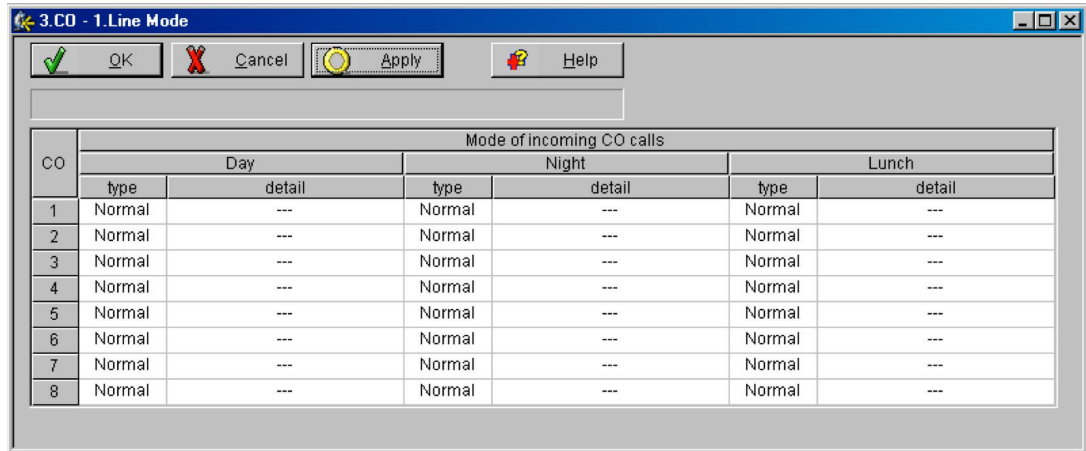 3.CO - 1.Line Mode
OK Cancel Apply Help
Mode of incoming CO calls
CO Day Night Lunch
type detail type detail type detail
1 Normal --- Normal --- Normal ---
2 Normal --- Normal --- Normal ---
3 Normal --- Normal --- Normal ---
4 Normal --- Normal --- Normal ---
5 Normal --- Normal --- Normal ---
6 Normal --- Normal --- Normal ---
7 Normal --- Normal --- Normal ---
8 Normal --- Normal --- Normal ---